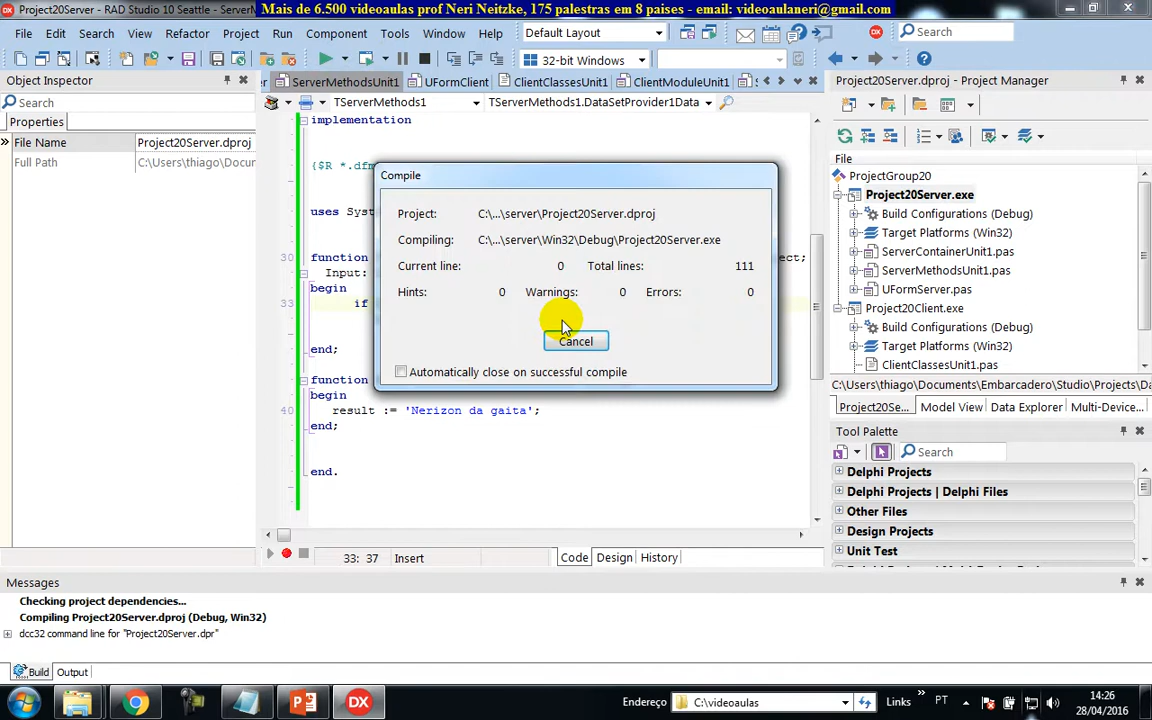 Project20Server - RAD Studio 10 Seattle - ServerM
Mais de 6.500 videoaulas prof Neri Neitzke, 175 palestras em 8 paises - email: videoaulaneri@gmail.com
File Edit Search View Refactor Project Run Component Tools Window Help
Default Layout
Search
32-bit Windows
Object Inspector
Search
Properties
File Name Project20Server.dproj
Full Path C:\Users\thiago\Docur
ServerMethodsUnit1 UFormClient ClientClassesUnit1 ClientModuleUnit1
TServerMethods1 TServerMethods1.DataSetProvider1Data
implementation
{$R *.dfm
uses Syst
30 function ect;
Input:
begin
33 if
end;
function
begin
40 result := 'Nerizon da gaita';
end;
end.
33: 37 Insert Code Design History
Compile
Project: C:\...\server\Project20Server.dproj
Compiling: C:\...\server\Win32\Debug\Project20Server.exe
Current line: 0 Total lines: 111
Hints: 0 Warnings: 0 Errors: 0
Cancel
Automatically close on successful compile
Project20Server.dproj - Project Manager
File
ProjectGroup20
Project20Server.exe
Build Configurations (Debug)
Target Platforms (Win32)
ServerContainerUnit1.pas
ServerMethodsUnit1.pas
UFormServer.pas
Project20Client.exe
Build Configurations (Debug)
Target Platforms (Win32)
ClientClassesUnit1.pas
C:\Users\thiago\Documents\Embarcadero\Studio\Projects\Da
Project20Se... Model View Data Explorer Multi-Device...
Tool Palette
Search
Delphi Projects
Delphi Projects | Delphi Files
Other Files
Design Projects
Unit Test
Messages
Checking project dependencies...
Compiling Project20Server.dproj (Debug, Win32)
dcc32 command line for "Project20Server.dpr"
Build Output
DX
Endereço C:\videoaulas
Links » PT
14:26
28/04/2016